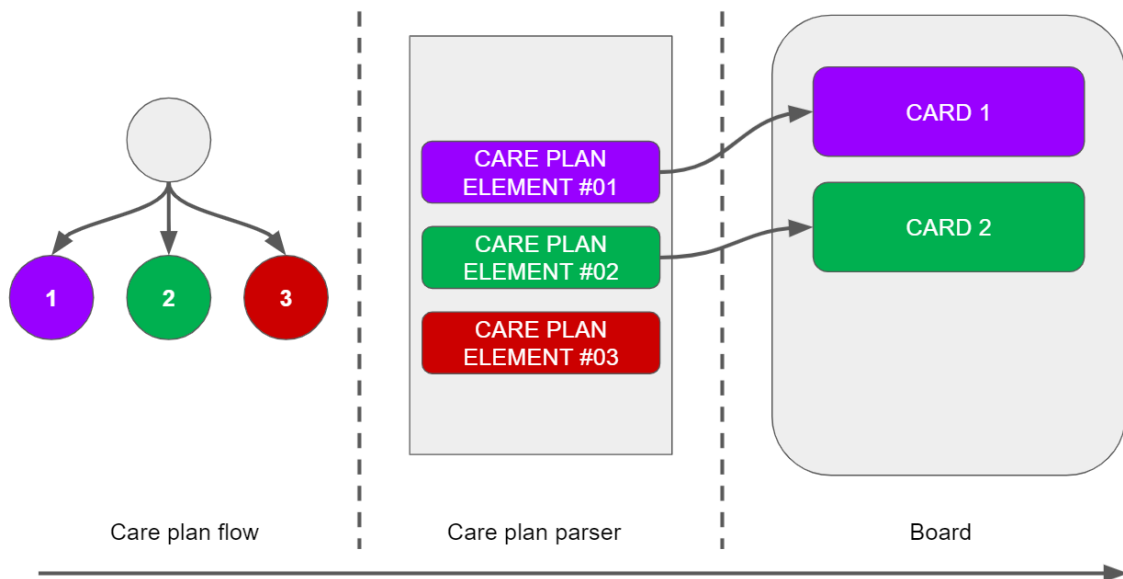 1
2
3
CARE PLAN
ELEMENT #01
CARE PLAN
ELEMENT #02
CARE PLAN
ELEMENT #03
CARD 1
CARD 2
Care plan flow
Care plan parser
Board